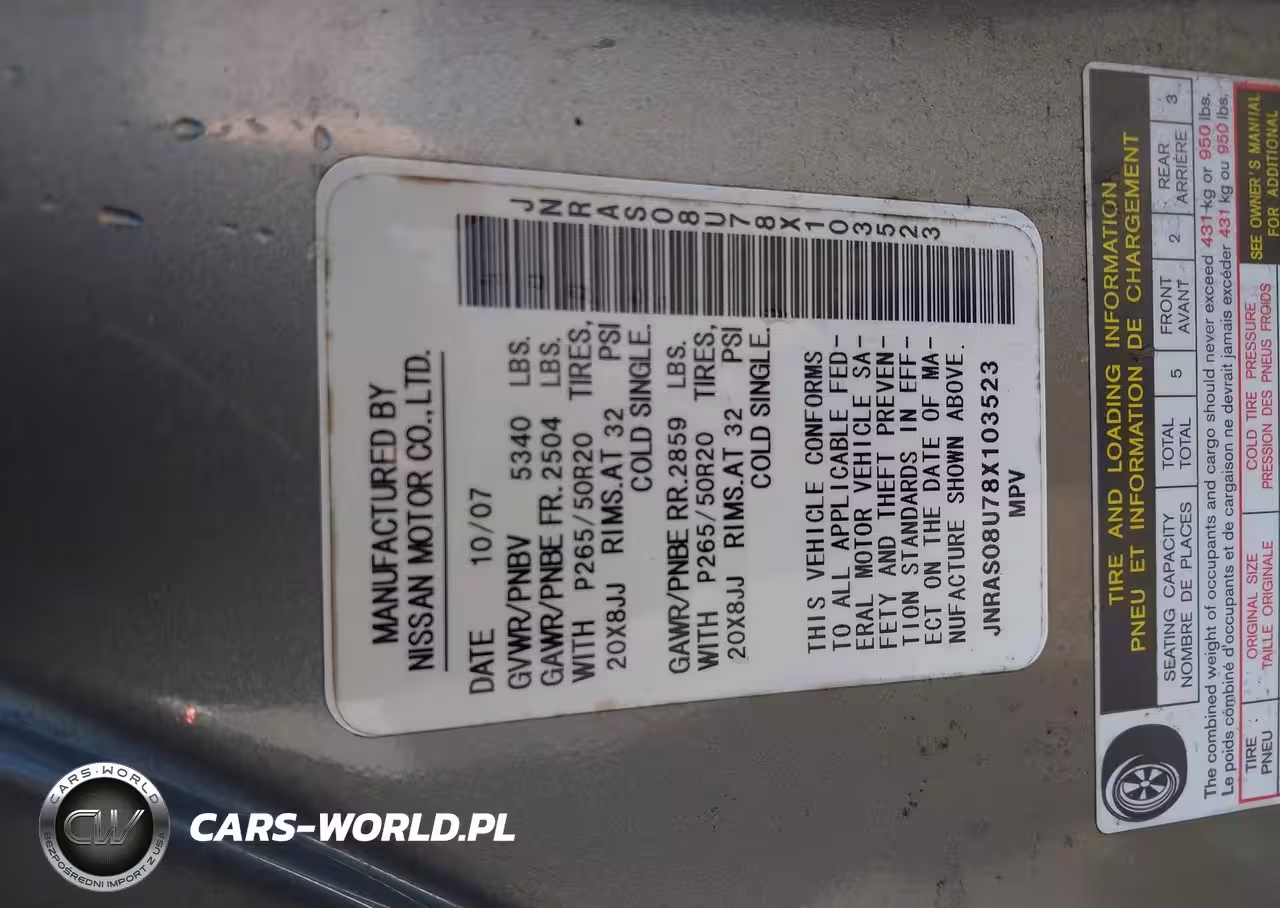 MANUFACTURED BY
NISSAN MOTOR CO., LTD.
DATE 10/07
GVWR/PNBV 5340 LBS.
GAWR/PNBE FR. 2504 LBS.
WITH P265/50R20 TIRES,
20X8JJ RIMS. AT 32 PSI
COLD SINGLE.
GAWR/PNBE RR. 2859 LBS.
WITH P265/50R20 TIRES,
20X8JJ RIMS. AT 32 PSI
COLD SINGLE.
THIS VEHICLE CONFORMS
TO ALL APPLICABLE FED-
ERAL MOTOR VEHICLE SA-
FETY AND THEFT PREVEN-
TION STANDARDS IN EFF-
ECT ON THE DATE OF MA-
NUFACTURE SHOWN ABOVE.
JNRAS08U78X103523
MPV
JNRAS08U78X103523
TIRE AND LOADING INFORMATION
PNEU ET INFORMATION DE CHARGEMENT
SEATING CAPACITY TOTAL 5 FRONT 2 REAR 3
NOMBRE DE PLACES TOTAL AVANT ARRIÈRE
The combined weight of occupants and cargo should never exceed 431 kg or 950 lbs.
Le poids combiné d'occupants et de cargaison ne devrait jamais excéder 431 kg ou 950 lbs.
TIRE ORIGINAL SIZE COLD TIRE PRESSURE SEE OWNER'S MANUAL
PNEU TAILLE ORIGINALE PRESSION DES PNEUS FROIDS FOR ADDITIONAL
CARS-WORLD
CW
BEZPOŚREDNI IMPORT Z USA
CARS-WORLD.PL